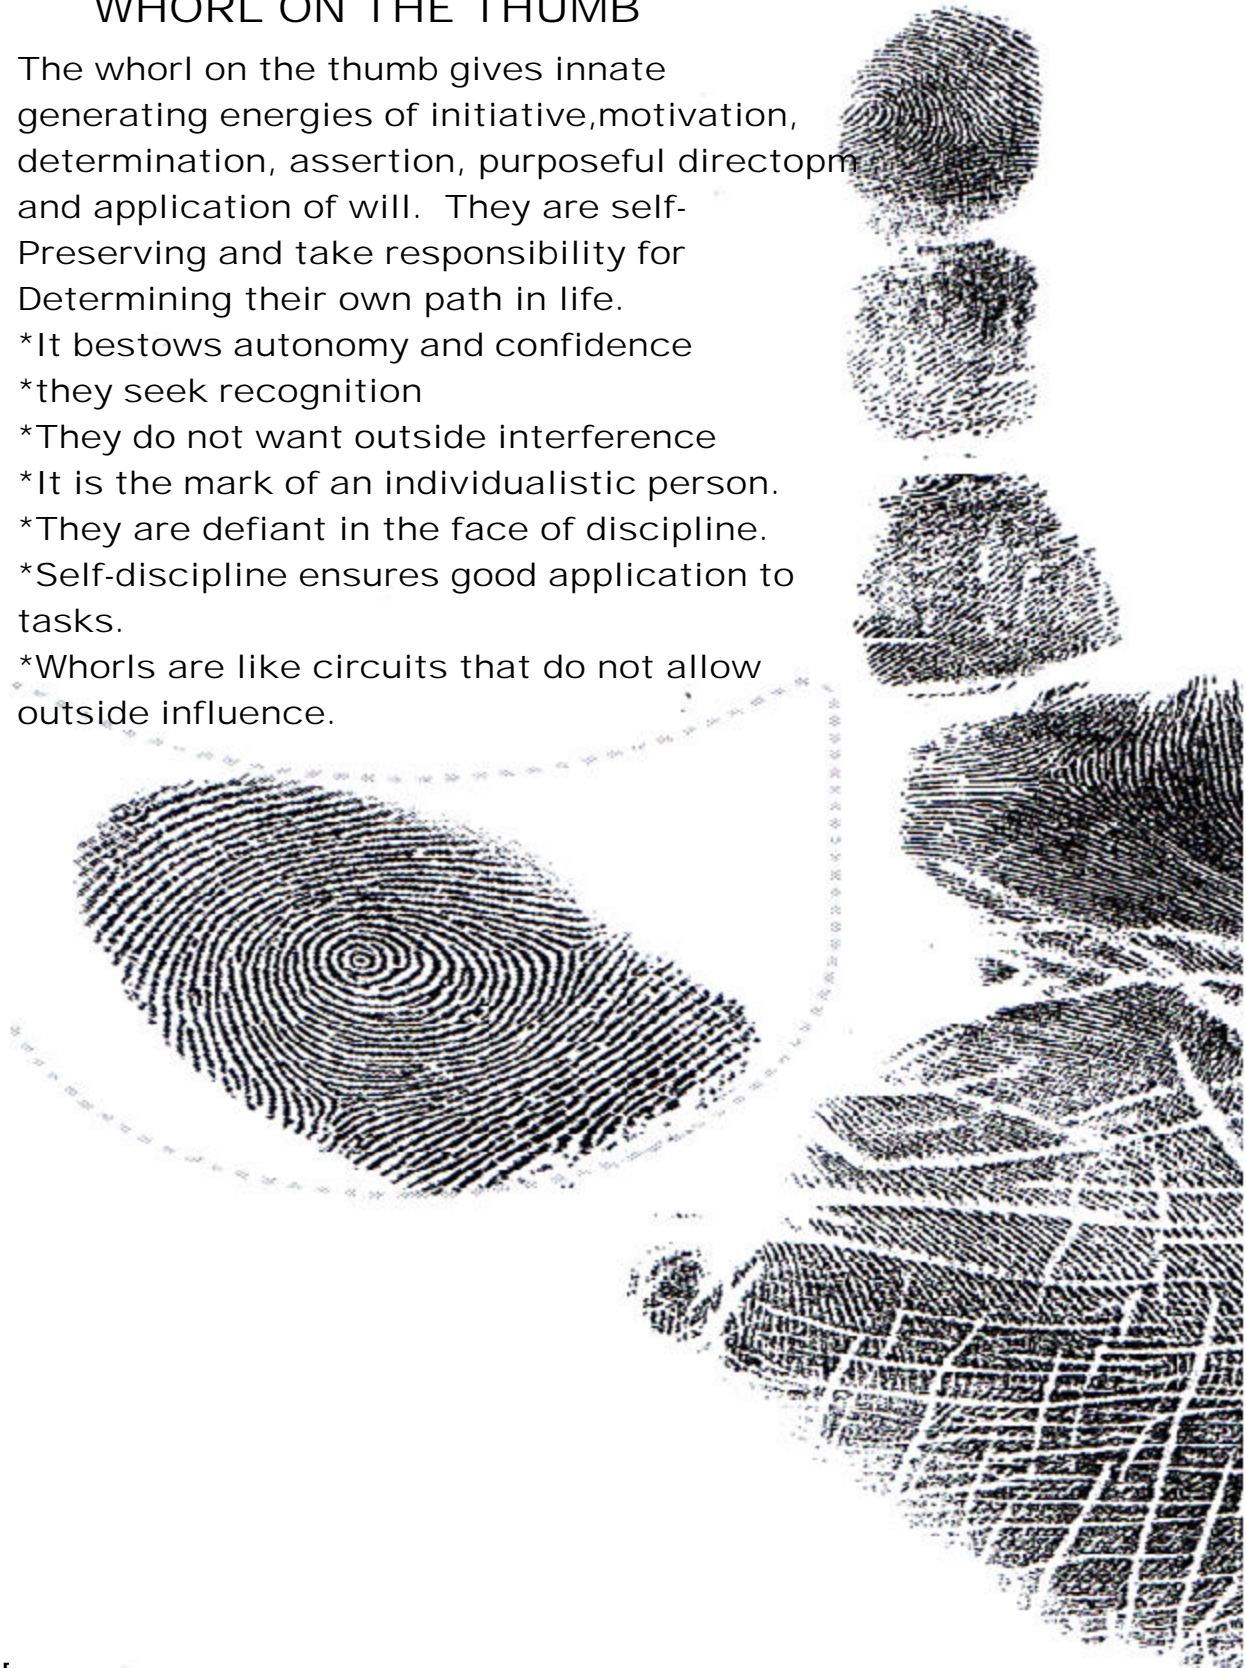 WHORL ON THE THUMB
The whorl on the thumb gives innate
generating energies of initiative,motivation,
determination, assertion, purposeful directopm
and application of will.  They are self-
Preserving and take responsibility for
Determining their own path in life.
*It bestows autonomy and confidence
*they seek recognition
*They do not want outside interference
*It is the mark of an individualistic person.
*They are defiant in the face of discipline.
*Self-discipline ensures good application to
tasks.
*Whorls are like circuits that do not allow
outside influence.